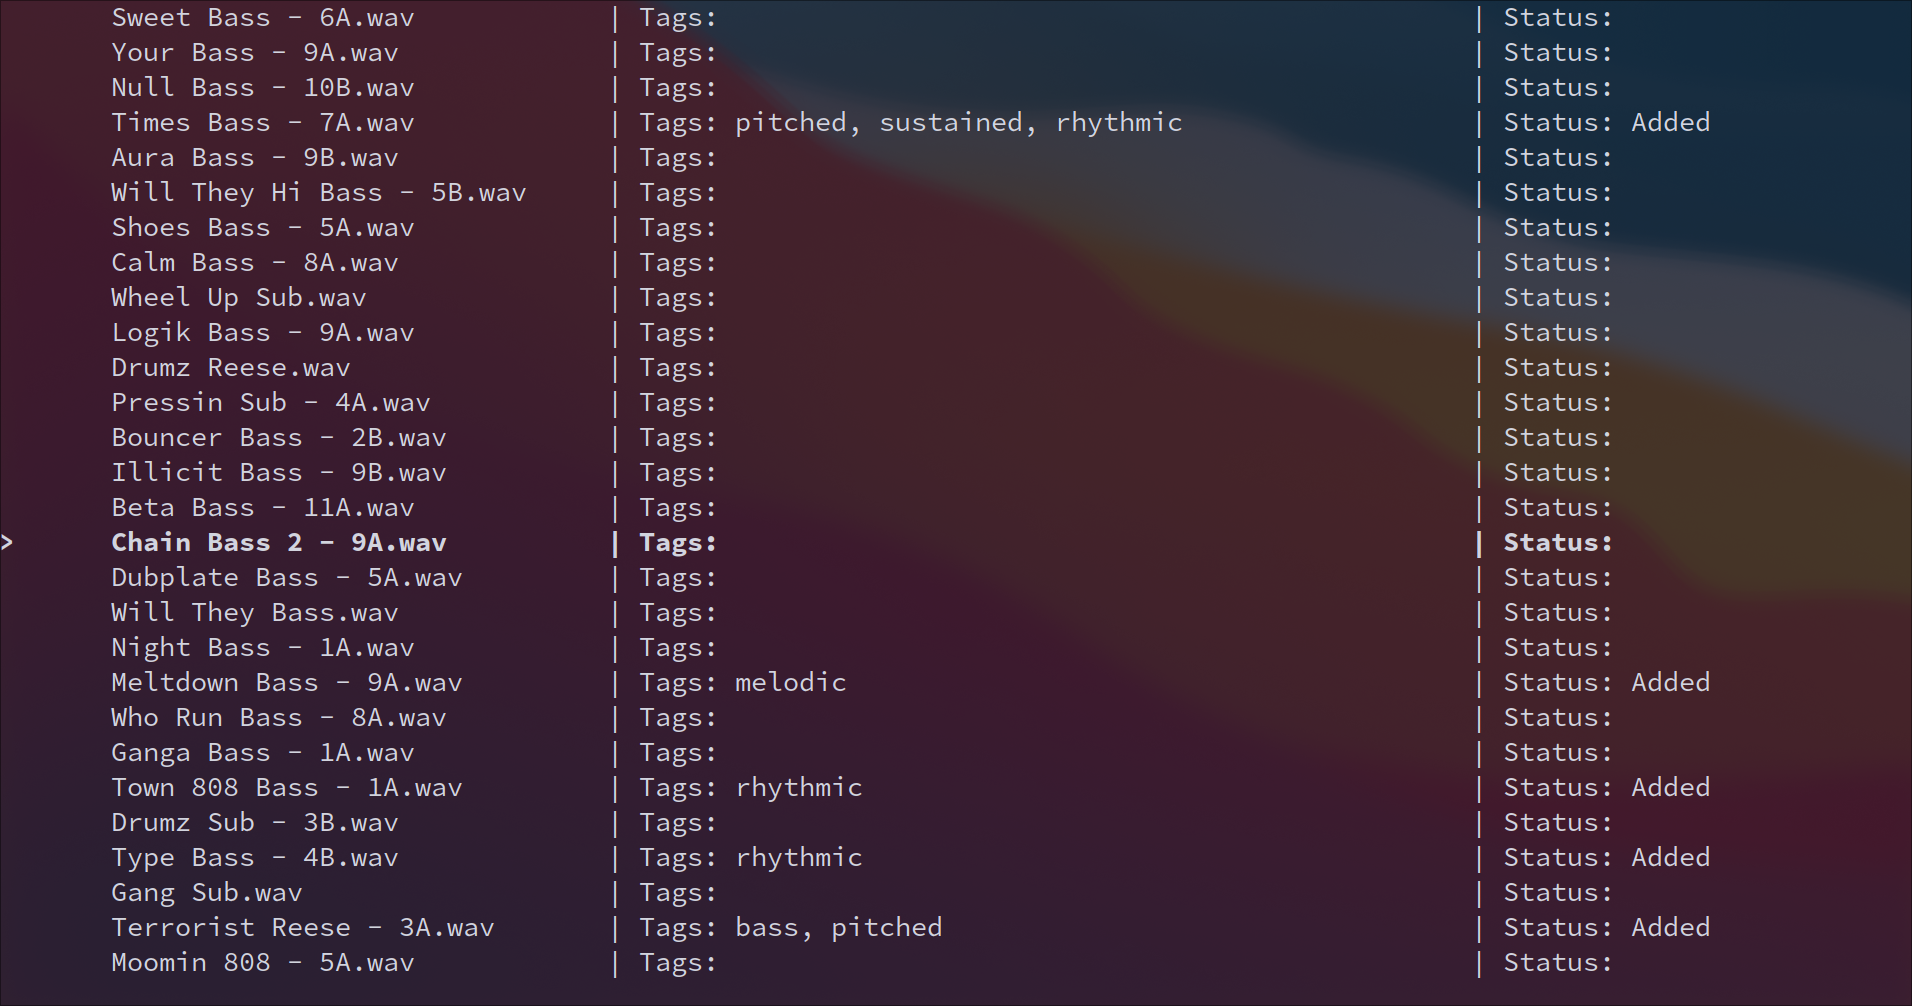 Sweet Bass - 6A.wav | Tags: | Status:
Your Bass - 9A.wav | Tags: | Status:
Null Bass - 10B.wav | Tags: | Status:
Times Bass - 7A.wav | Tags: pitched, sustained, rhythmic | Status: Added
Aura Bass - 9B.wav | Tags: | Status:
Will They Hi Bass - 5B.wav | Tags: | Status:
Shoes Bass - 5A.wav | Tags: | Status:
Calm Bass - 8A.wav | Tags: | Status:
Wheel Up Sub.wav | Tags: | Status:
Logik Bass - 9A.wav | Tags: | Status:
Drumz Reese.wav | Tags: | Status:
Pressin Sub - 4A.wav | Tags: | Status:
Bouncer Bass - 2B.wav | Tags: | Status:
Illicit Bass - 9B.wav | Tags: | Status:
Beta Bass - 11A.wav | Tags: | Status:
> Chain Bass 2 - 9A.wav | Tags: | Status:
Dubplate Bass - 5A.wav | Tags: | Status:
Will They Bass.wav | Tags: | Status:
Night Bass - 1A.wav | Tags: | Status:
Meltdown Bass - 9A.wav | Tags: melodic | Status: Added
Who Run Bass - 8A.wav | Tags: | Status:
Ganga Bass - 1A.wav | Tags: | Status:
Town 808 Bass - 1A.wav | Tags: rhythmic | Status: Added
Drumz Sub - 3B.wav | Tags: | Status:
Type Bass - 4B.wav | Tags: rhythmic | Status: Added
Gang Sub.wav | Tags: | Status:
Terrorist Reese - 3A.wav | Tags: bass, pitched | Status: Added
Moomin 808 - 5A.wav | Tags: | Status: